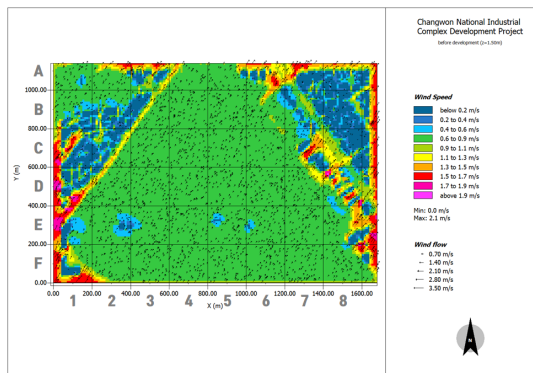 Changwon National Industrial
Complex Development Project
before development (z=1.50m)
A
B
C
D
E
F
1000.00
800.00
600.00
400.00
200.00
0.00
Y (m)
0.00 200.00 400.00 600.00 800.00 1000.00 1200.00 1400.00 1600.00
1 2 3 4 5 6 7 8
X (m)
Wind Speed
below 0.2 m/s
0.2 to 0.4 m/s
0.4 to 0.6 m/s
0.6 to 0.9 m/s
0.9 to 1.1 m/s
1.1 to 1.3 m/s
1.3 to 1.5 m/s
1.5 to 1.7 m/s
1.7 to 1.9 m/s
above 1.9 m/s
Min: 0.0 m/s
Max: 2.1 m/s
Wind flow
0.70 m/s
1.40 m/s
2.10 m/s
2.80 m/s
3.50 m/s